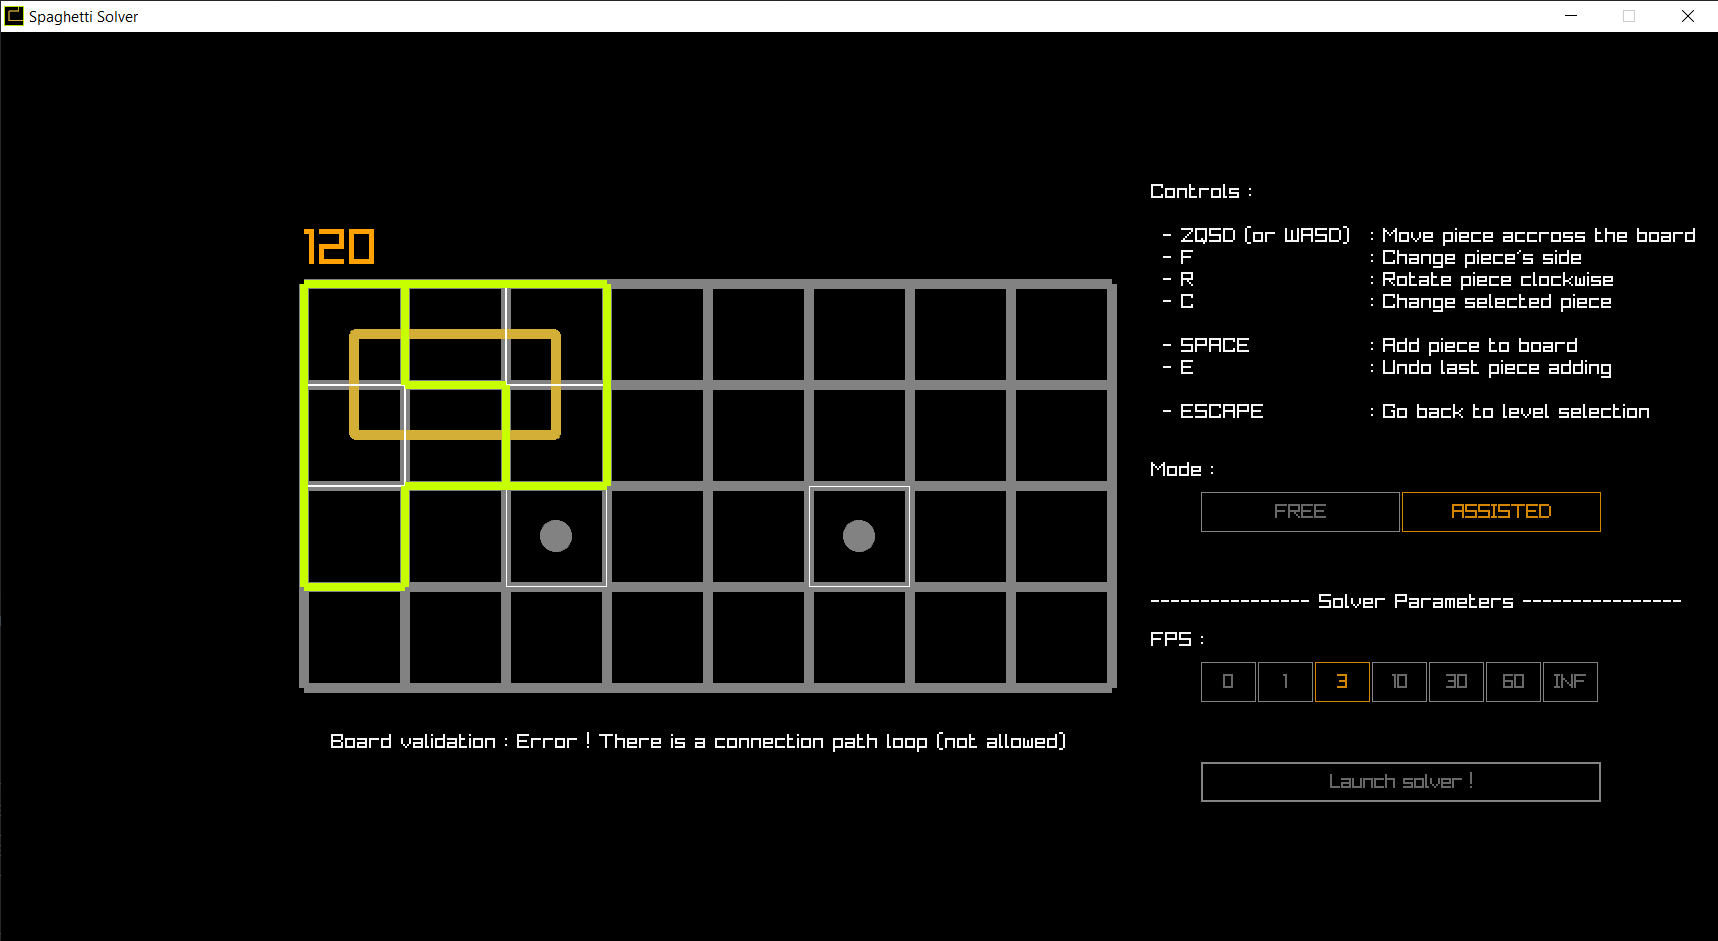 Spaghetti Solver
120
Controls :
- ZQSD (or WASD) : Move piece accross the board
- F : Change piece's side
- R : Rotate piece clockwise
- C : Change selected piece
- SPACE : Add piece to board
- E : Undo last piece adding
- ESCAPE : Go back to level selection
Mode :
FREE ASSISTED
---------------- Solver Parameters ----------------
FPS :
0 1 3 10 30 60 INF
Board validation : Error ! There is a connection path loop (not allowed)
Launch solver !